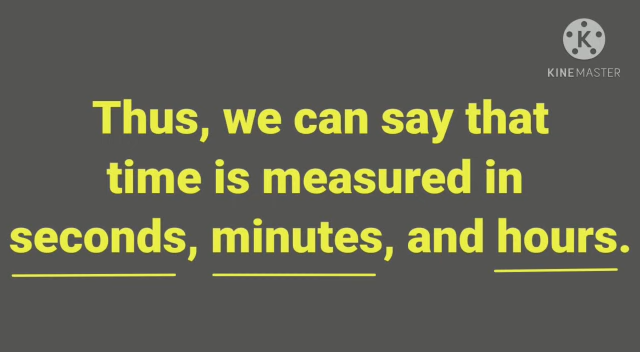 KINEMASTER
Thus, we can say that
time is measured in
seconds, minutes, and hours.